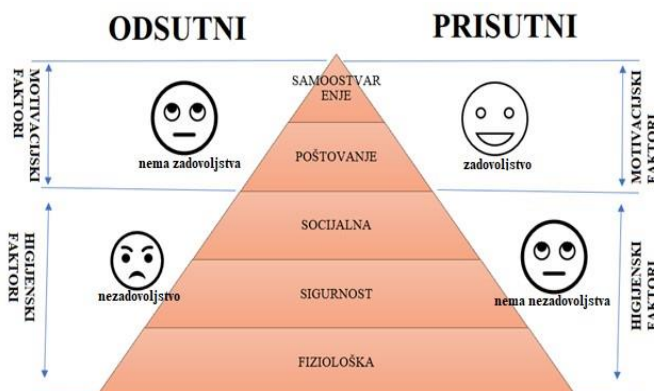 ODSUTNI
PRISUTNI
MOTIVACIJSKI
FAKTORI
SAMOOSTVAR
ENJE
MOTIVACIJSKI
FAKTORI
nema zadovoljstva
POŠTOVANJE
zadovoljstvo
HIGIJENSKI
FAKTORI
SOCIJALNA
HIGIJENSKI
FAKTORI
nezadovoljstvo
SIGURNOST
nema nezadovoljstva
FIZIOLOŠKA